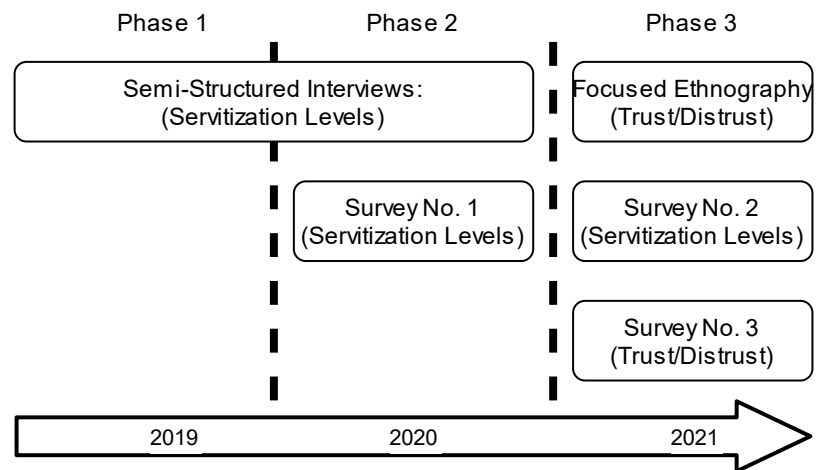 Phase 1
Phase 2
Phase 3
Semi-Structured Interviews:
(Servitization Levels)
Focused Ethnography
(Trust/Distrust)
Survey No. 1
(Servitization Levels)
Survey No. 2
(Servitization Levels)
Survey No. 3
(Trust/Distrust)
2019
2020
2021